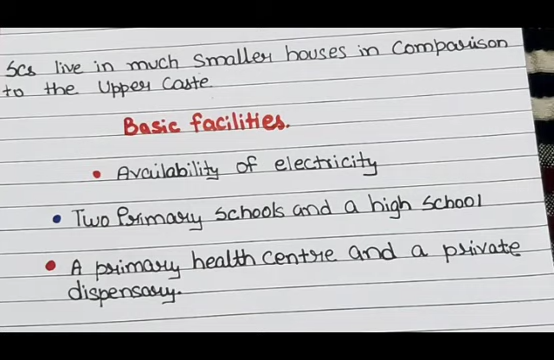 SCs live in much smaller houses in Comparison
to the Upper Caste
Basic facilities.
• Availability of electricity
• Two Primary schools and a high School
• A primary health centre and a private
dispensary.